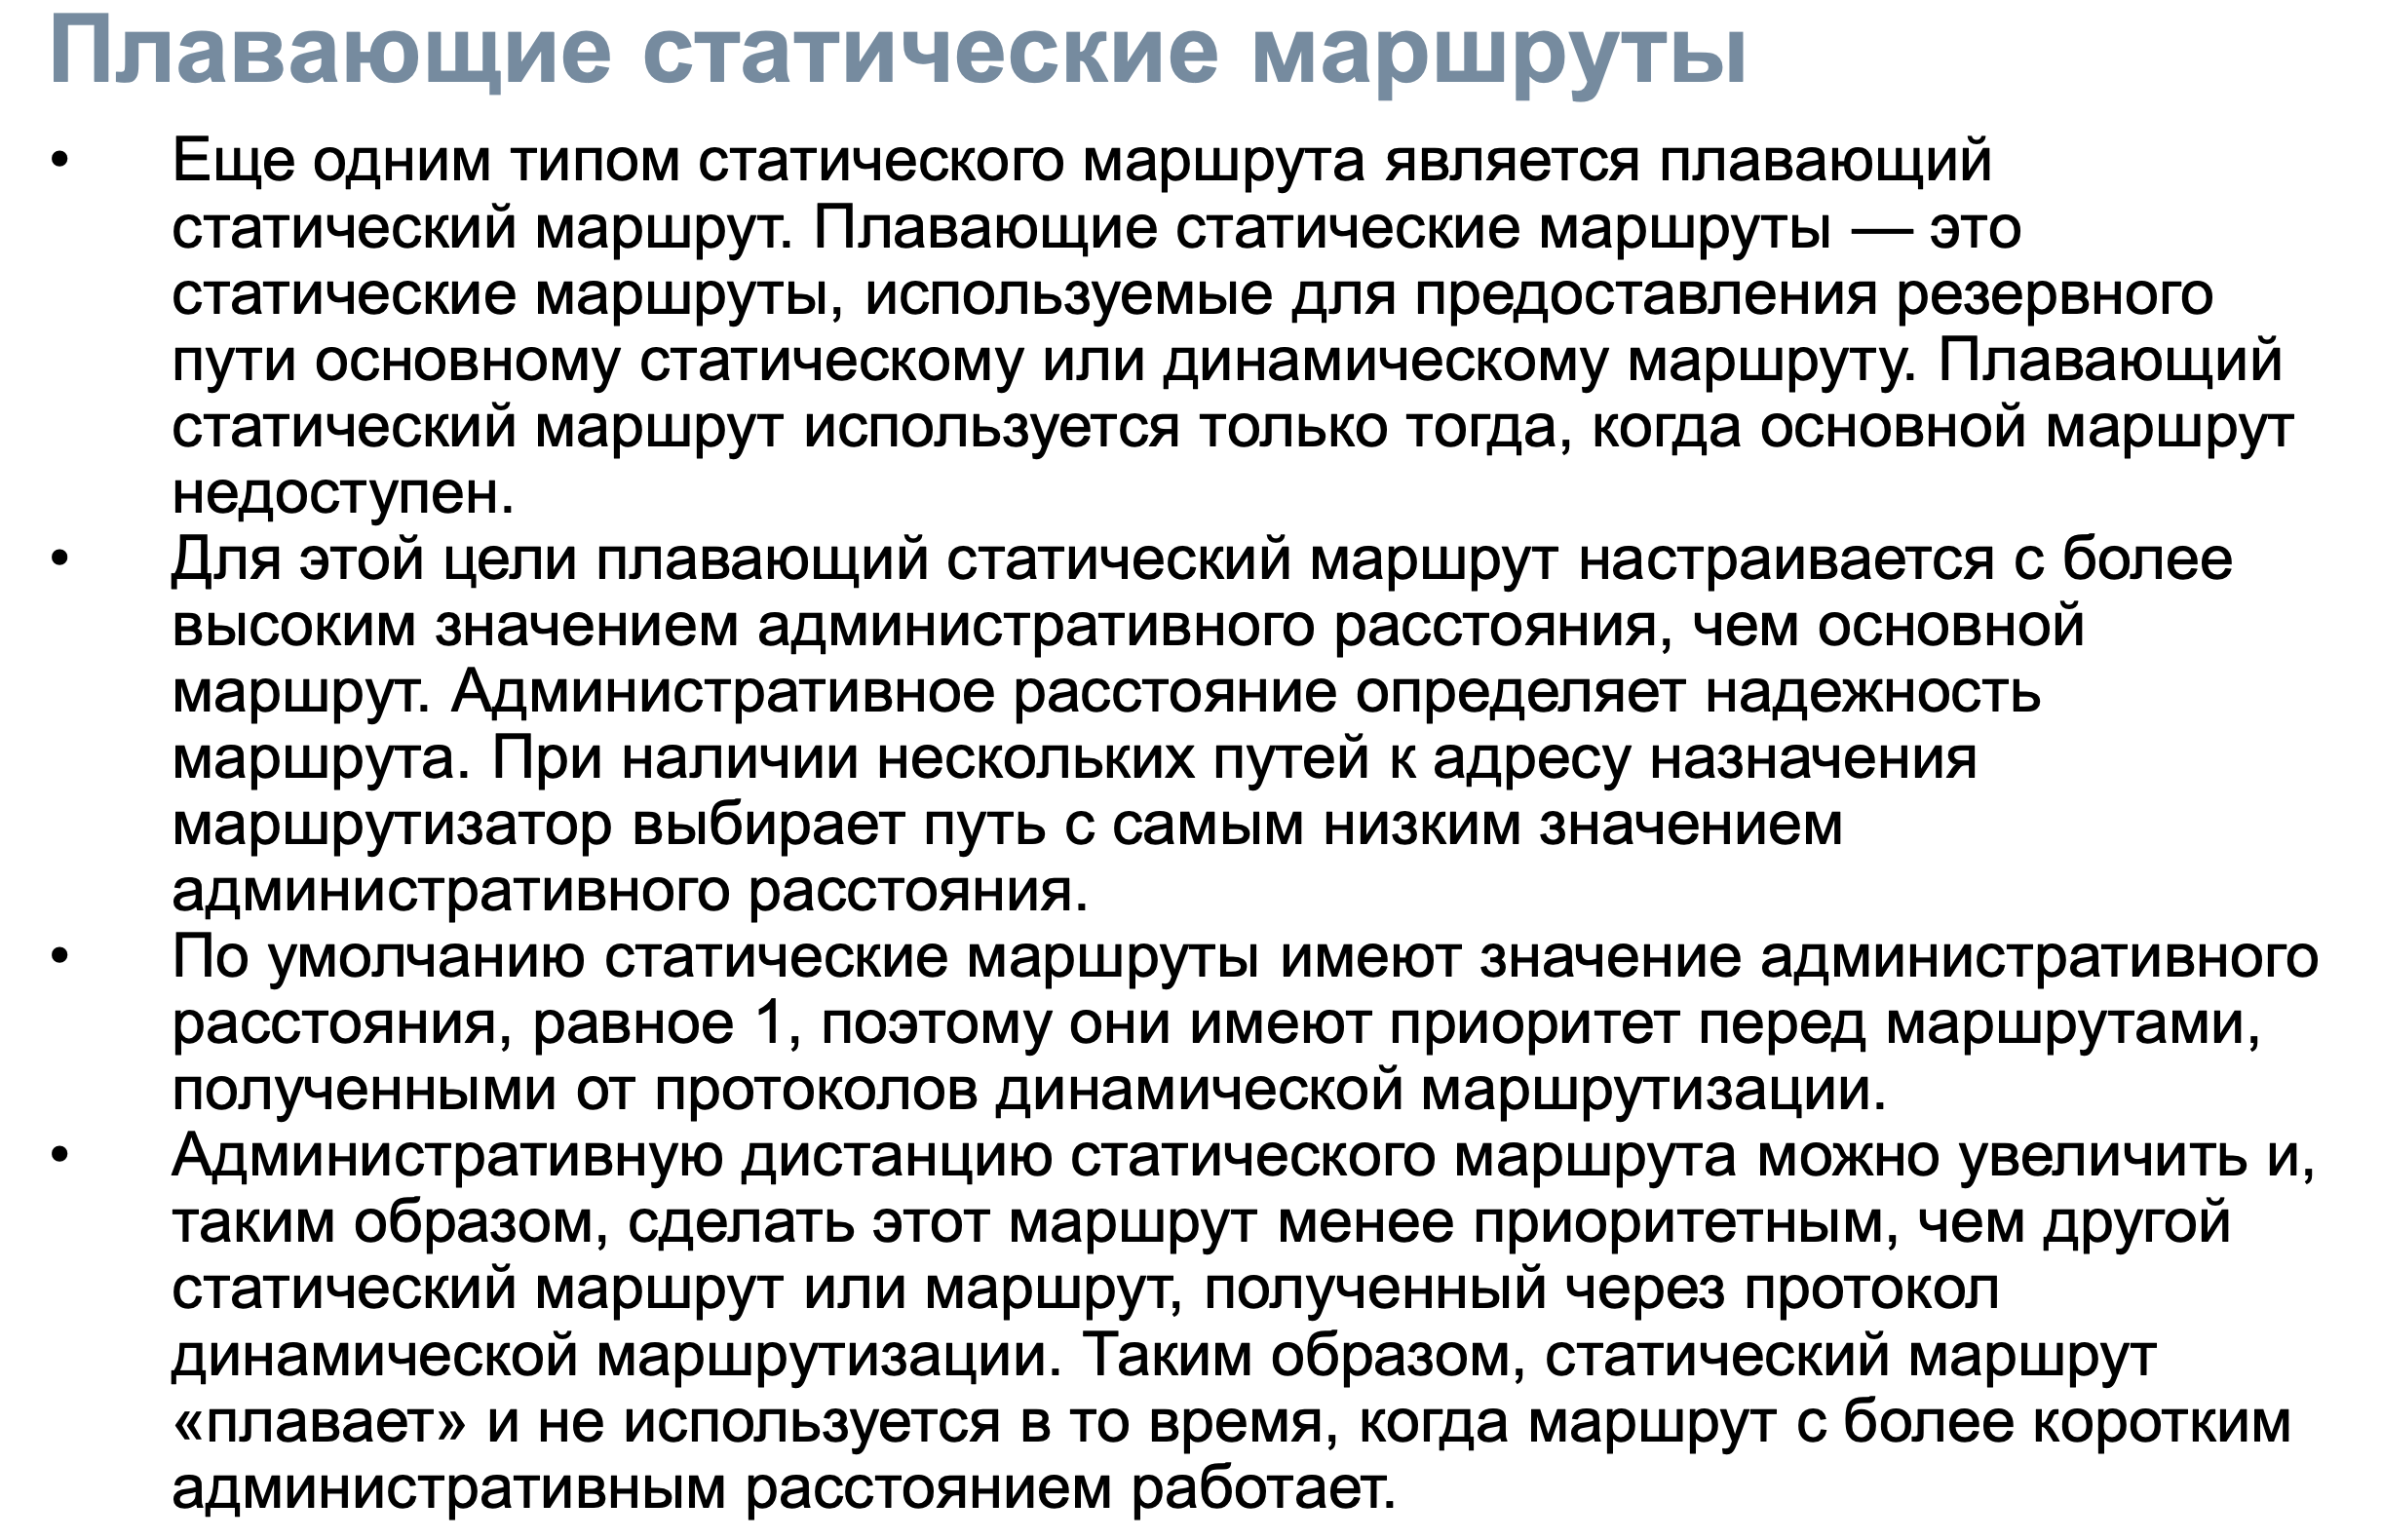 Плавающие статические маршруты
• Еще одним типом статического маршрута является плавающий
статический маршрут. Плавающие статические маршруты — это
статические маршруты, используемые для предоставления резервного
пути основному статическому или динамическому маршруту. Плавающий
статический маршрут используется только тогда, когда основной маршрут
недоступен.
• Для этой цели плавающий статический маршрут настраивается с более
высоким значением административного расстояния, чем основной
маршрут. Административное расстояние определяет надежность
маршрута. При наличии нескольких путей к адресу назначения
маршрутизатор выбирает путь с самым низким значением
административного расстояния.
• По умолчанию статические маршруты имеют значение административного
расстояния, равное 1, поэтому они имеют приоритет перед маршрутами,
полученными от протоколов динамической маршрутизации.
• Административную дистанцию статического маршрута можно увеличить и,
таким образом, сделать этот маршрут менее приоритетным, чем другой
статический маршрут или маршрут, полученный через протокол
динамической маршрутизации. Таким образом, статический маршрут
«плавает» и не используется в то время, когда маршрут с более коротким
административным расстоянием работает.